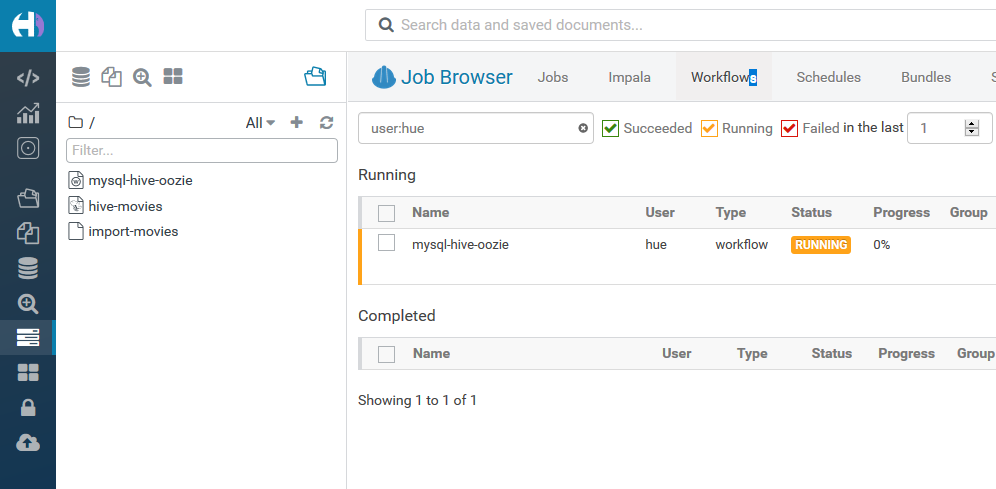 Search data and saved documents...
Job Browser Jobs Impala Workflows Schedules Bundles S
/ All
user:hue Succeeded Running Failed in the last 1
Filter...
mysql-hive-oozie
hive-movies
import-movies
Running
Name User Type Status Progress Group
mysql-hive-oozie hue workflow RUNNING 0%
Completed
Name User Type Status Progress Group
Showing 1 to 1 of 1